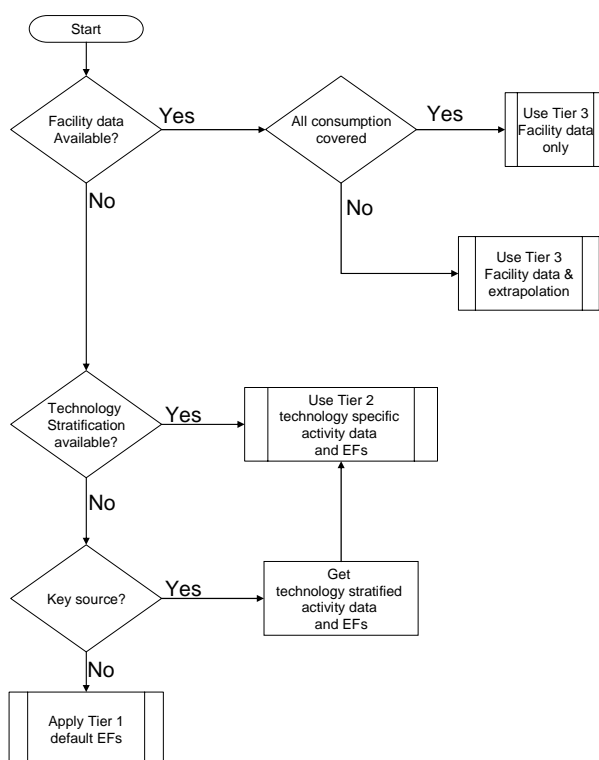 Start
Facility data
Available?
Yes
All consumption
covered
Yes
Use Tier 3
Facility data
only
No
No
Use Tier 3
Facility data &
extrapolation
Technology
Stratification
available?
Yes
Use Tier 2
technology specific
activity data
and EFs
No
Key source?
Yes
Get
technology stratified
activity data
and EFs
No
Apply Tier 1
default EFs